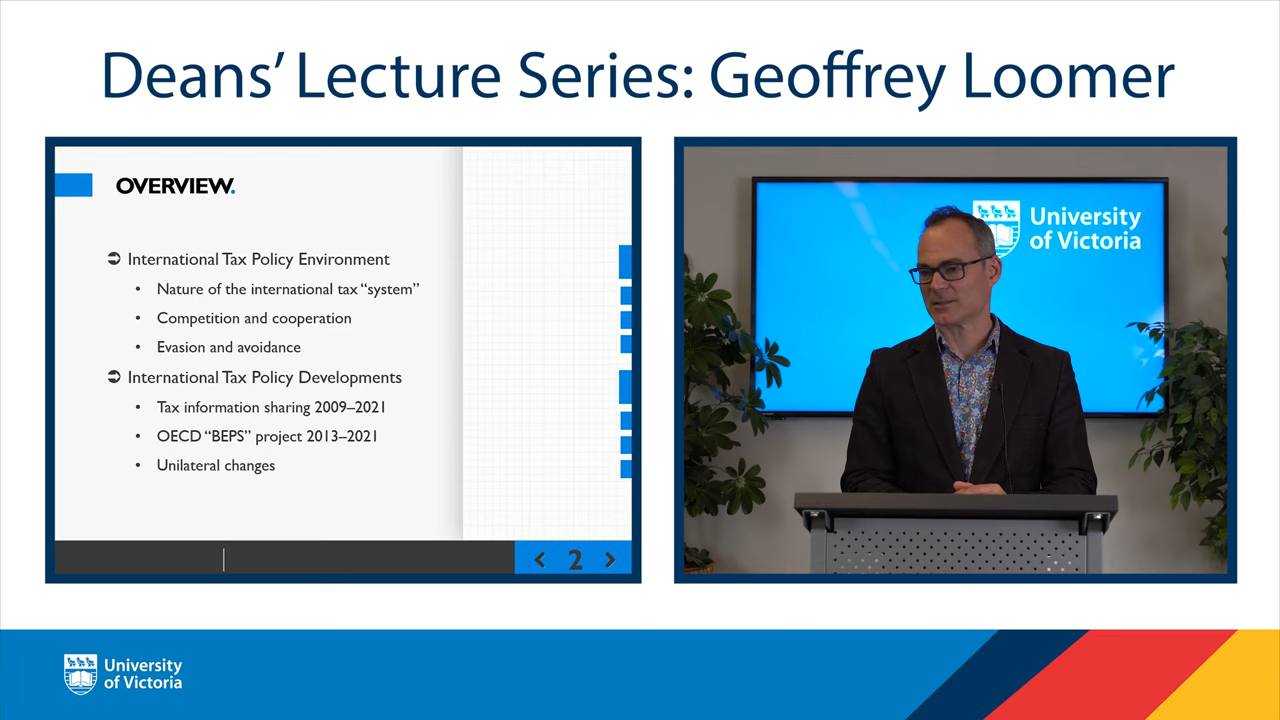 Deans’ Lecture Series: Geoffrey Loomer
OVERVIEW.
International Tax Policy Environment
• Nature of the international tax “system”
• Competition and cooperation
• Evasion and avoidance
International Tax Policy Developments
• Tax information sharing 2009–2021
• OECD “BEPS” project 2013–2021
• Unilateral changes
< 2 >
University
of Victoria
University
of Victoria